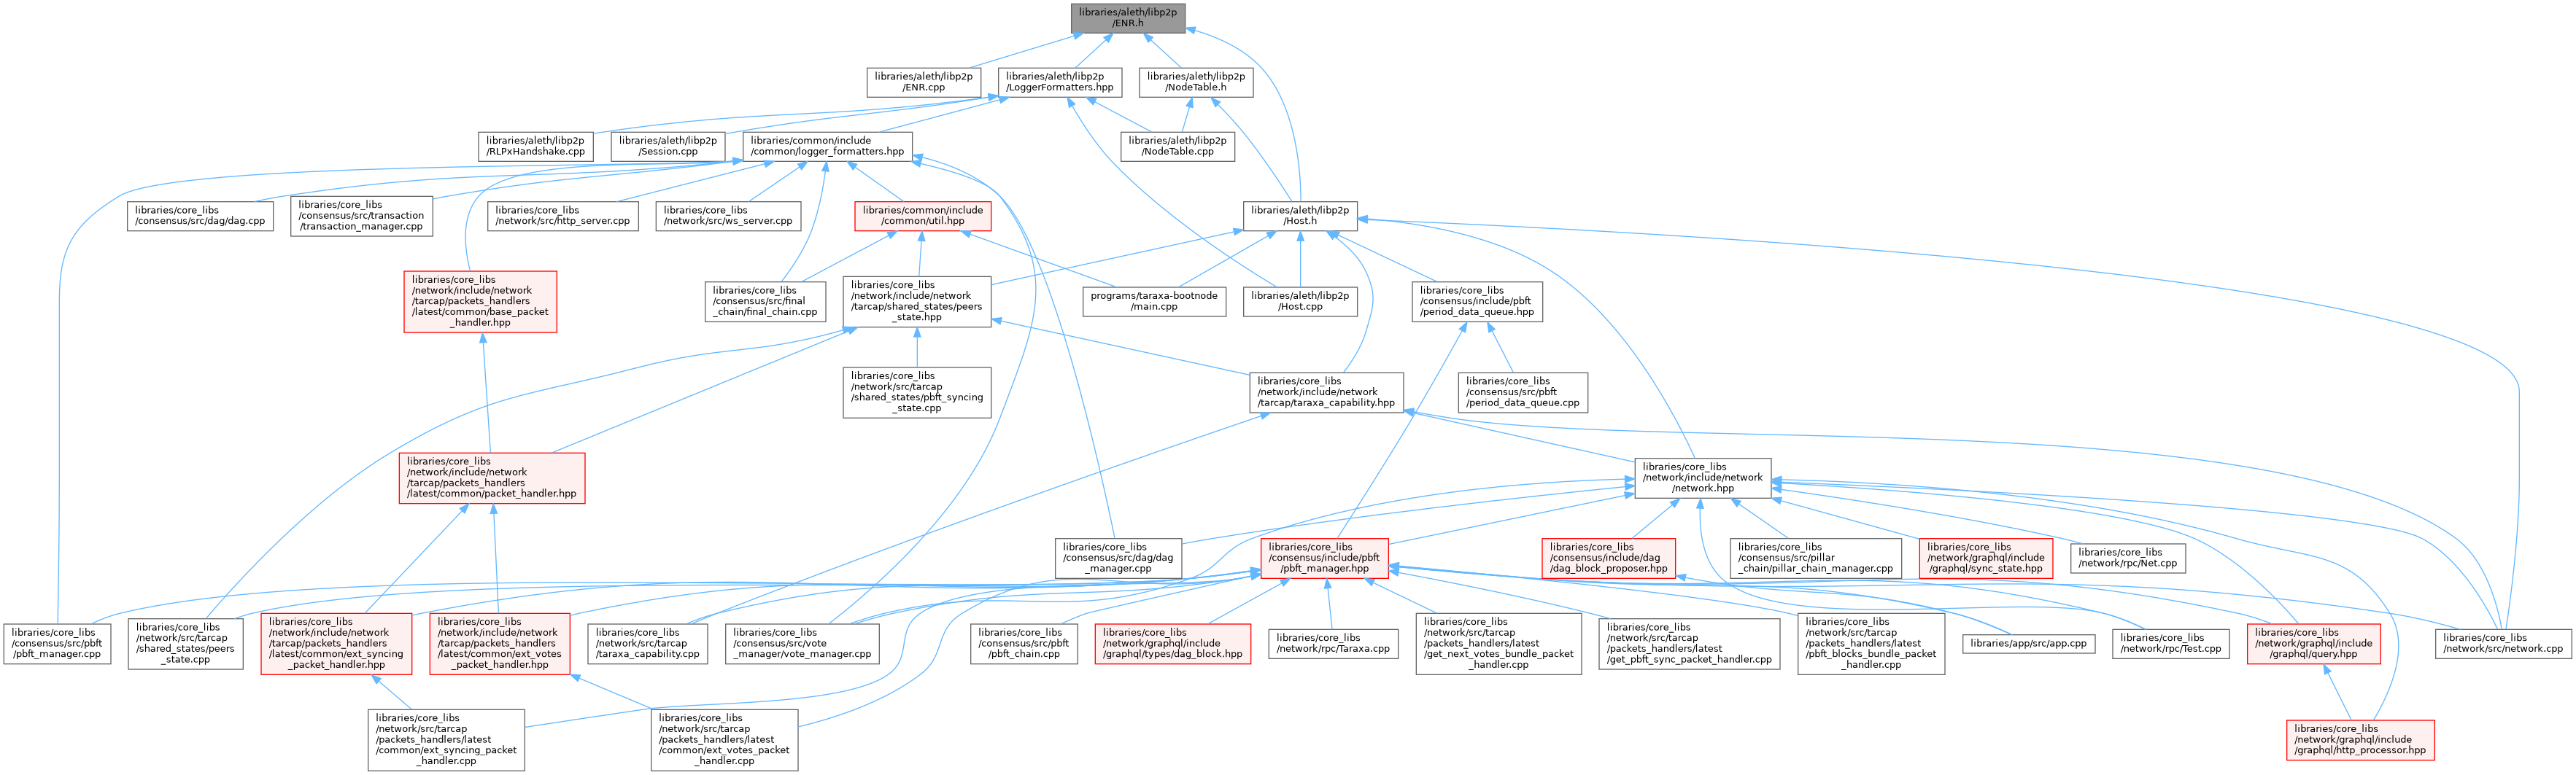 libraries/aleth/libp2p
/ENR.h
libraries/aleth/libp2p
/ENR.cpp
libraries/aleth/libp2p
/LoggerFormatters.hpp
libraries/aleth/libp2p
/NodeTable.h
libraries/aleth/libp2p
/RLPxHandshake.cpp
libraries/aleth/libp2p
/Session.cpp
libraries/common/include
/common/logger_formatters.hpp
libraries/aleth/libp2p
/NodeTable.cpp
libraries/core_libs
/consensus/src/dag/dag.cpp
libraries/core_libs
/consensus/src/transaction
/transaction_manager.cpp
libraries/core_libs
/network/src/http_server.cpp
libraries/core_libs
/network/src/ws_server.cpp
libraries/common/include
/common/util.hpp
libraries/aleth/libp2p
/Host.h
libraries/core_libs
/network/include/network
/tarcap/packets_handlers
/latest/common/base_packet
_handler.hpp
libraries/core_libs
/consensus/src/final
_chain/final_chain.cpp
libraries/core_libs
/network/include/network
/tarcap/shared_states/peers
_state.hpp
programs/taraxa-bootnode
/main.cpp
libraries/aleth/libp2p
/Host.cpp
libraries/core_libs
/consensus/include/pbft
/period_data_queue.hpp
libraries/core_libs
/network/src/tarcap
/shared_states/pbft_syncing
_state.cpp
libraries/core_libs
/network/include/network
/tarcap/taraxa_capability.hpp
libraries/core_libs
/consensus/src/pbft
/period_data_queue.cpp
libraries/core_libs
/network/include/network
/tarcap/packets_handlers
/latest/common/packet_handler.hpp
libraries/core_libs
/network/include/network
/network.hpp
libraries/core_libs
/consensus/src/dag/dag
_manager.cpp
libraries/core_libs
/consensus/include/pbft
/pbft_manager.hpp
libraries/core_libs
/consensus/include/dag
/dag_block_proposer.hpp
libraries/core_libs
/consensus/src/pillar
_chain/pillar_chain_manager.cpp
libraries/core_libs
/network/graphql/include
/graphql/sync_state.hpp
libraries/core_libs
/network/rpc/Net.cpp
libraries/core_libs
/consensus/src/pbft
/pbft_manager.cpp
libraries/core_libs
/network/src/tarcap
/shared_states/peers
_state.cpp
libraries/core_libs
/network/include/network
/tarcap/packets_handlers
/latest/common/ext_syncing
_packet_handler.hpp
libraries/core_libs
/network/include/network
/tarcap/packets_handlers
/latest/common/ext_votes
_packet_handler.hpp
libraries/core_libs
/network/src/tarcap
/taraxa_capability.cpp
libraries/core_libs
/consensus/src/vote
_manager/vote_manager.cpp
libraries/core_libs
/consensus/src/pbft
/pbft_chain.cpp
libraries/core_libs
/network/graphql/include
/graphql/types/dag_block.hpp
libraries/core_libs
/network/rpc/Taraxa.cpp
libraries/core_libs
/network/src/tarcap
/packets_handlers/latest
/get_next_votes_bundle_packet
_handler.cpp
libraries/core_libs
/network/src/tarcap
/packets_handlers/latest
/get_pbft_sync_packet_handler.cpp
libraries/core_libs
/network/src/tarcap
/packets_handlers/latest
/pbft_blocks_bundle_packet
_handler.cpp
libraries/app/src/app.cpp
libraries/core_libs
/network/rpc/Test.cpp
libraries/core_libs
/network/graphql/include
/graphql/query.hpp
libraries/core_libs
/network/src/network.cpp
libraries/core_libs
/network/src/tarcap
/packets_handlers/latest
/common/ext_syncing_packet
_handler.cpp
libraries/core_libs
/network/src/tarcap
/packets_handlers/latest
/common/ext_votes_packet
_handler.cpp
libraries/core_libs
/network/graphql/include
/graphql/http_processor.hpp